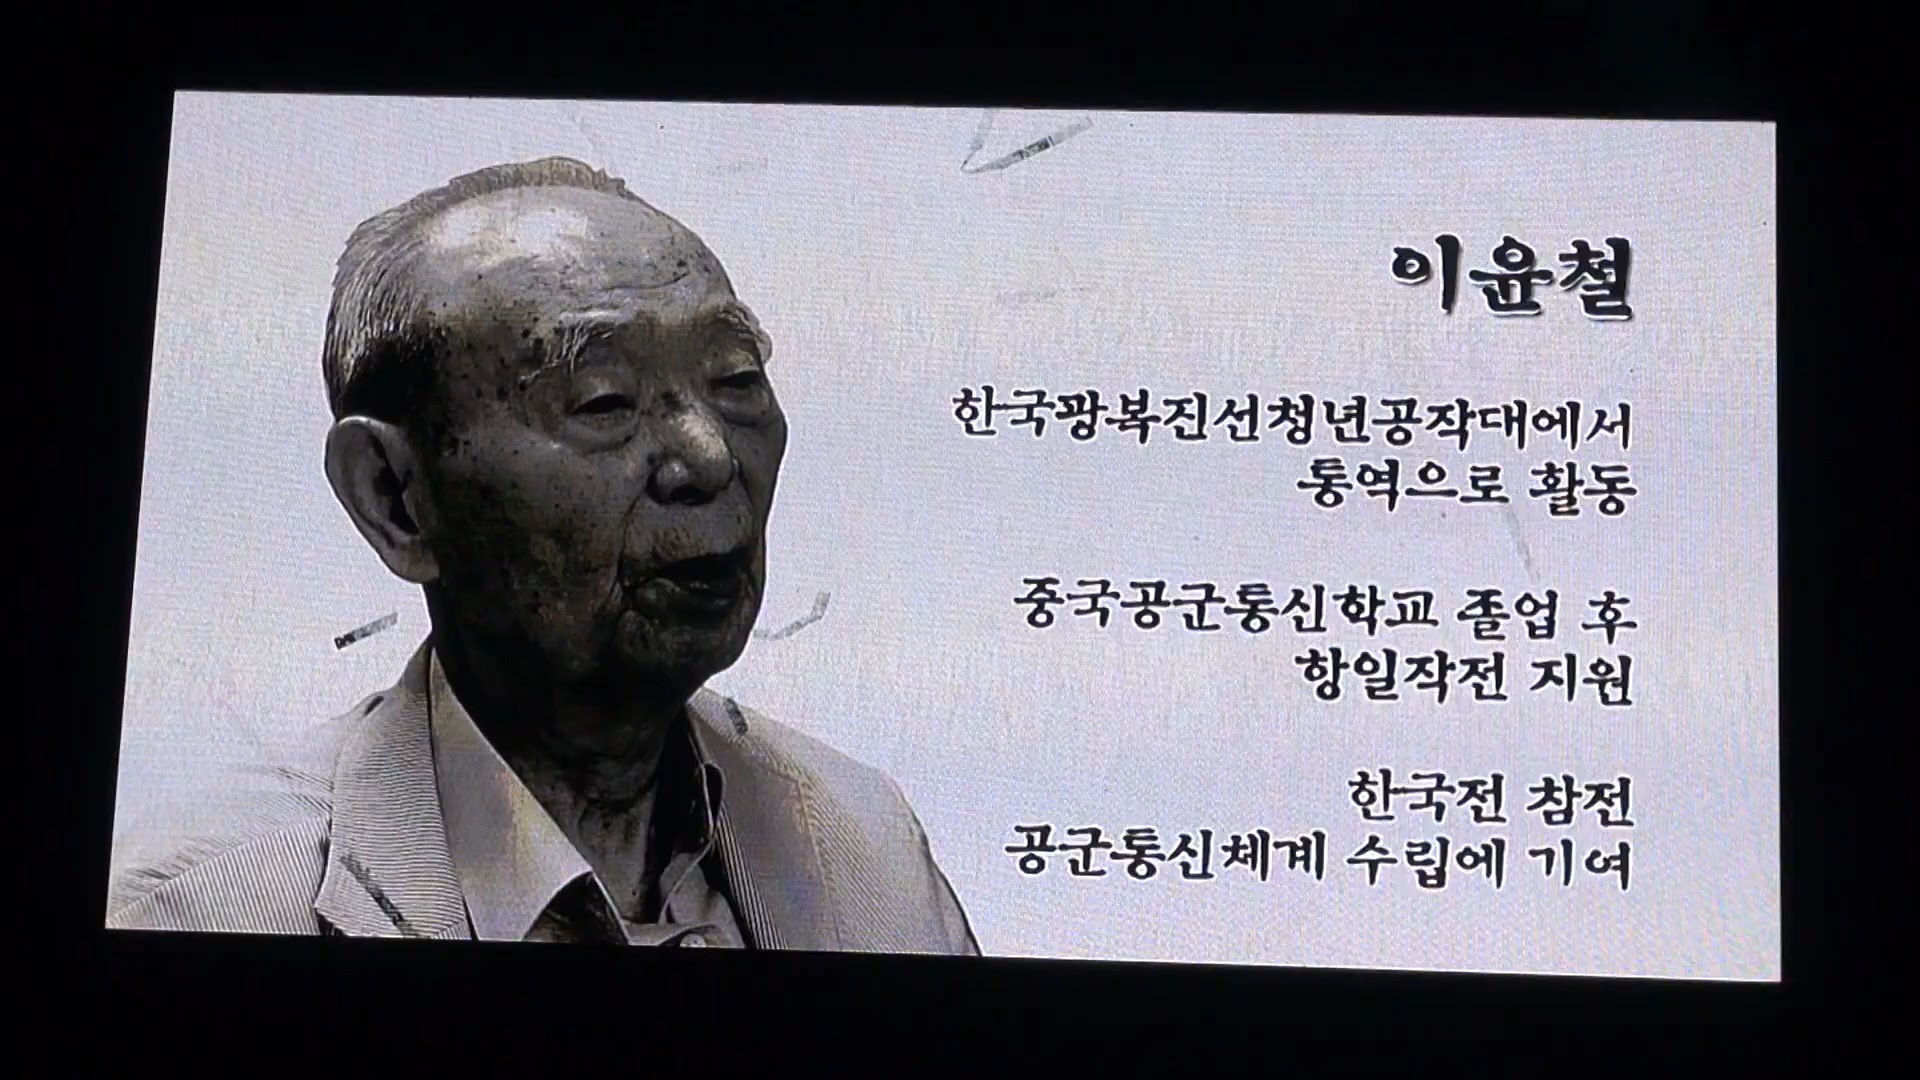 이윤철
한국광복진선청년공작대에서
통역으로 활동
중국공군통신학교 졸업 후
항일작전 지원
한국전 참전
공군통신체계 수립에 기여